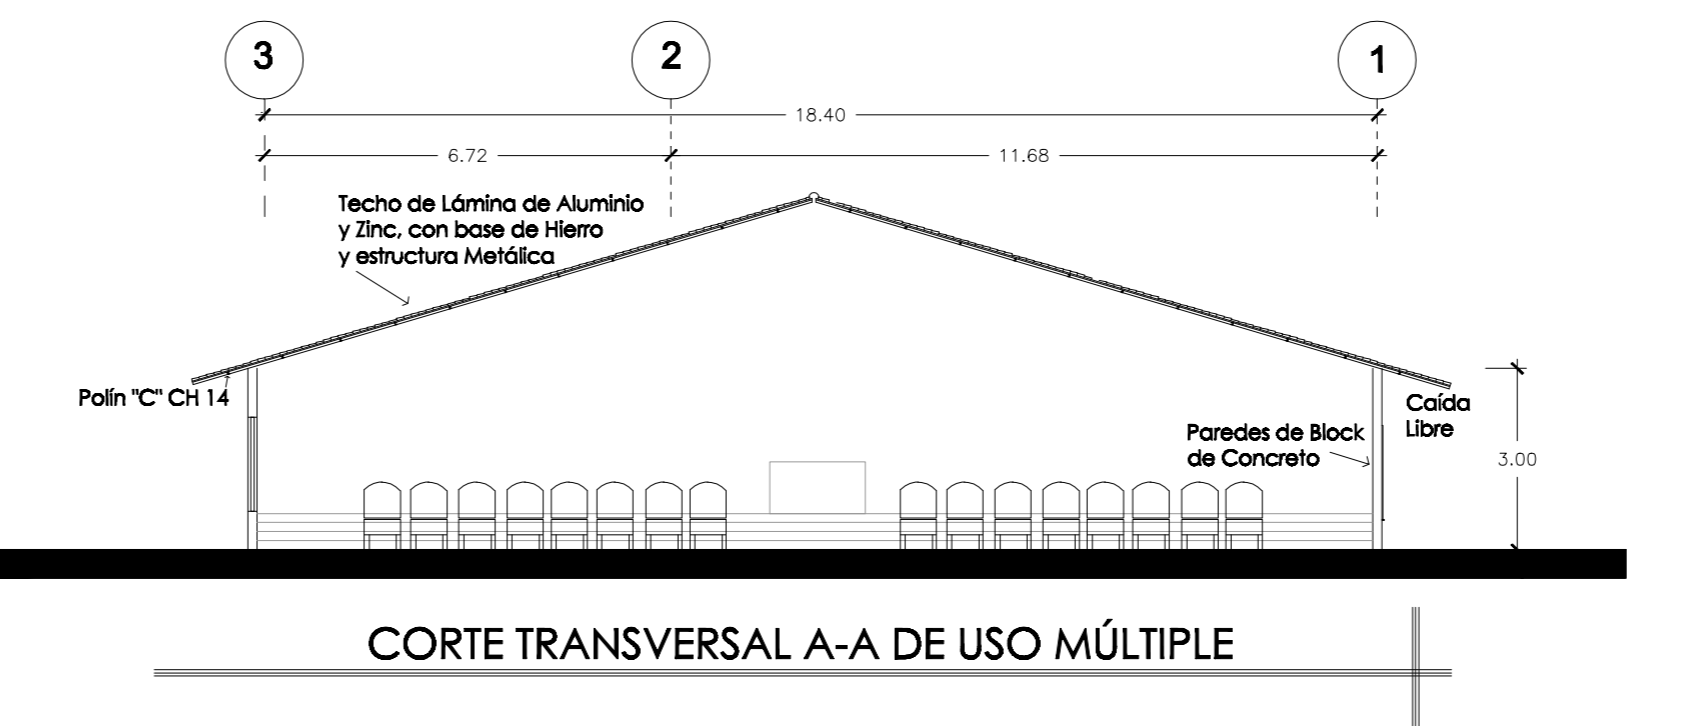 3
2
1
18.40
6.72
11.68
Techo de Lámina de Aluminio
y Zinc, con base de Hierro
y estructura Metálica
Polín "C" CH 14
Caída
Libre
Paredes de Block
de Concreto
3.00
CORTE TRANSVERSAL A-A DE USO MÚLTIPLE